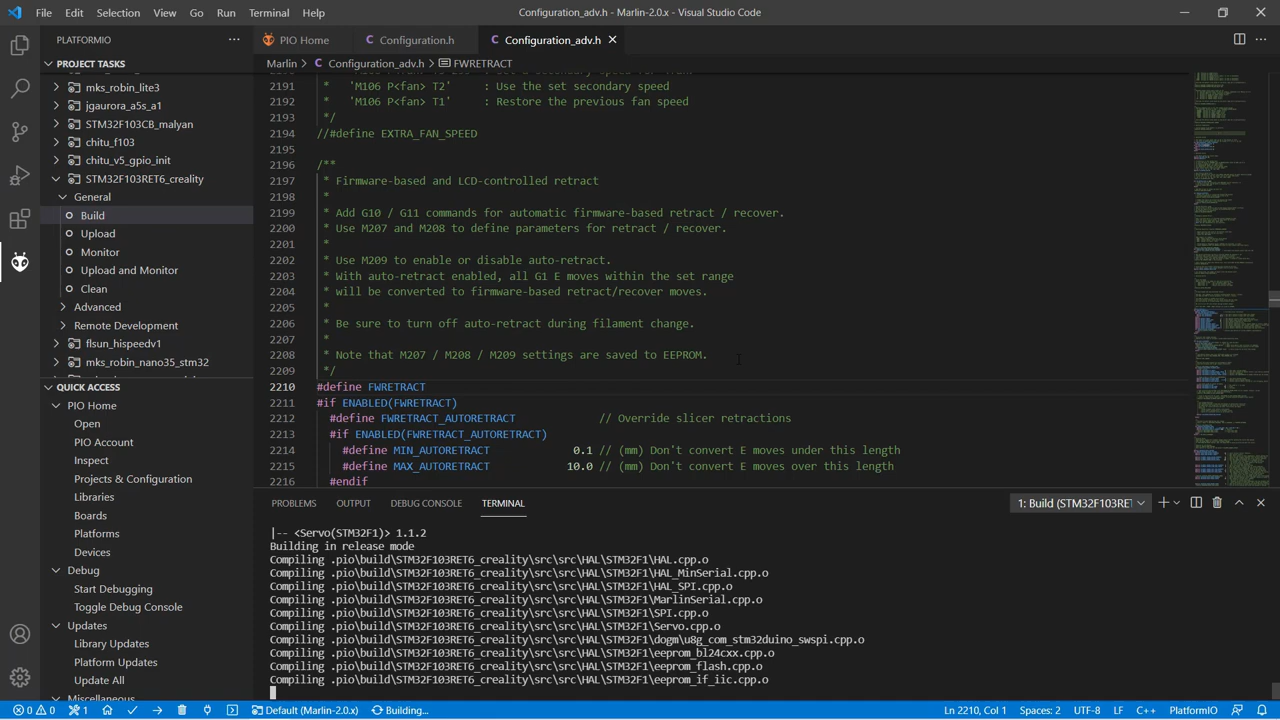 File Edit Selection View Go Run Terminal Help
Configuration_adv.h - Marlin-2.0.x - Visual Studio Code
PLATFORMIO
PROJECT TASKS
mks_robin_lite3
jgaurora_a5s_a1
STM32F103CB_malyan
chitu_f103
chitu_v5_gpio_init
STM32F103RET6_creality
General
Build
Upload
Monitor
Upload and Monitor
Clean
Advanced
Remote Development
flsun_hispeedv1
mks_robin_nano35_stm32
QUICK ACCESS
PIO Home
Open
PIO Account
Inspect
Projects & Configuration
Libraries
Boards
Platforms
Devices
Debug
Start Debugging
Toggle Debug Console
Updates
Library Updates
Platform Updates
Update All
Miscellaneous
PIO Home
Configuration.h
Configuration_adv.h
Marlin > Configuration_adv.h > FWRETRACT
2191 * 'M106 P<fan> T2' : Use the set secondary speed
2192 * 'M106 P<fan> T1' : Restore the previous fan speed
2193 */
2194 //#define EXTRA_FAN_SPEED
2195
2196 /**
2197 * Firmware-based and LCD-controlled retract
2198 *
2199 * Add G10 / G11 commands for automatic firmware-based retract / recover.
2200 * Use M207 and M208 to define parameters for retract / recover.
2201 *
2202 * Use M209 to enable or disable auto-retract.
2203 * With auto-retract enabled, all G1 E moves within the set range
2204 * will be converted to firmware-based retract/recover moves.
2205 *
2206 * Be sure to turn off auto-retract during filament change.
2207 *
2208 * Note that M207 / M208 / M209 settings are saved to EEPROM.
2209 */
2210 #define FWRETRACT
2211 #if ENABLED(FWRETRACT)
2212 #define FWRETRACT_AUTORETRACT // Override slicer retractions
2213 #if ENABLED(FWRETRACT_AUTORETRACT)
2214 #define MIN_AUTORETRACT 0.1 // (mm) Don't convert E moves under this length
2215 #define MAX_AUTORETRACT 10.0 // (mm) Don't convert E moves over this length
2216 #endif
PROBLEMS OUTPUT DEBUG CONSOLE TERMINAL
1: Build (STM32F103RE
|-- <Servo(STM32F1)> 1.1.2
Building in release mode
Compiling .pio\build\STM32F103RET6_creality\src\src\HAL\STM32F1\HAL.cpp.o
Compiling .pio\build\STM32F103RET6_creality\src\src\HAL\STM32F1\HAL_MinSerial.cpp.o
Compiling .pio\build\STM32F103RET6_creality\src\src\HAL\STM32F1\HAL_SPI.cpp.o
Compiling .pio\build\STM32F103RET6_creality\src\src\HAL\STM32F1\MarlinSerial.cpp.o
Compiling .pio\build\STM32F103RET6_creality\src\src\HAL\STM32F1\SPI.cpp.o
Compiling .pio\build\STM32F103RET6_creality\src\src\HAL\STM32F1\Servo.cpp.o
Compiling .pio\build\STM32F103RET6_creality\src\src\HAL\STM32F1\dogm\u8g_com_stm32duino_swspi.cpp.o
Compiling .pio\build\STM32F103RET6_creality\src\src\HAL\STM32F1\eeprom_bl24cxx.cpp.o
Compiling .pio\build\STM32F103RET6_creality\src\src\HAL\STM32F1\eeprom_flash.cpp.o
Compiling .pio\build\STM32F103RET6_creality\src\src\HAL\STM32F1\eeprom_if_iic.cpp.o
0 0 1 Default (Marlin-2.0.x) Building... Ln 2210, Col 1 Spaces: 2 UTF-8 LF C++ PlatformIO